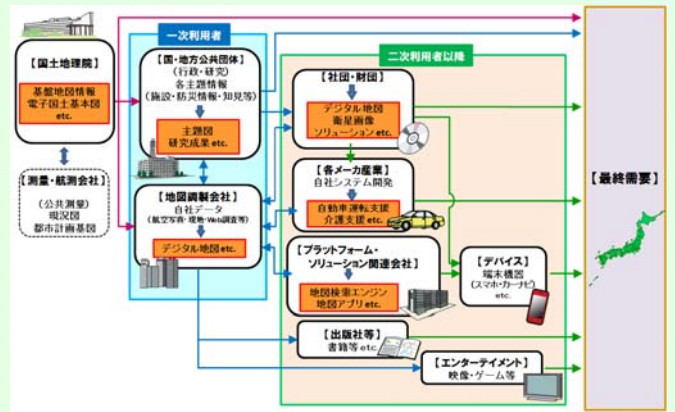 一次利用者
二次利用者以降
【国土地理院】
基盤地図情報
電子国土基本図
etc.
【測量・航測会社】
(公共測量)
現況図
都市計画基図
【国・地方公共団体】
(行政・研究)
各主題情報
(施設・防災情報・知見等)
主題図
研究成果 etc.
【地図調製会社】
自社データ
(航空写真・現地・Web調査等)
デジタル地図 etc.
【社団・財団】
デジタル地図
衛星画像
ソリューション etc.
【各メーカ産業】
自社システム開発
自動車運転支援
介護支援 etc.
【プラットフォーム・
ソリューション関連会社】
地図検索エンジン
地図アプリ etc.
【デバイス】
端末機器
(スマホ・カーナビ)
etc.
【出版社等】
書籍等 etc.
【エンターテイメント】
映像・ゲーム等
【最終需要】